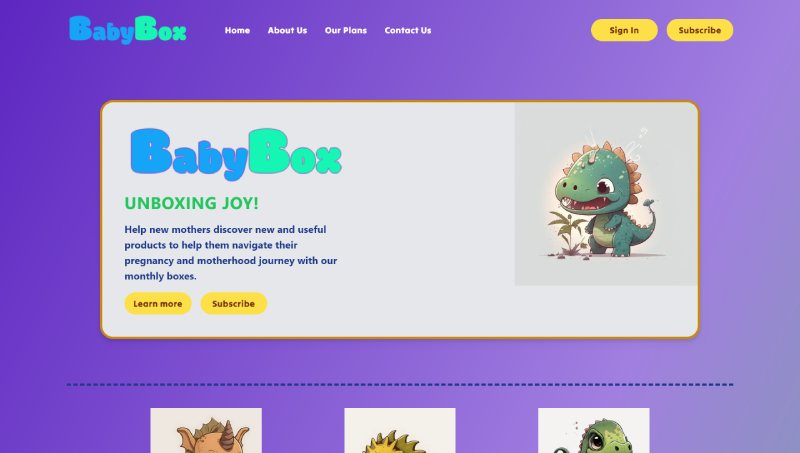 BabyBox
Home About Us Our Plans Contact Us
Sign In Subscribe
BabyBox
UNBOXING JOY!
Help new mothers discover new and useful
products to help them navigate their
pregnancy and motherhood journey with our
monthly boxes.
Learn more Subscribe